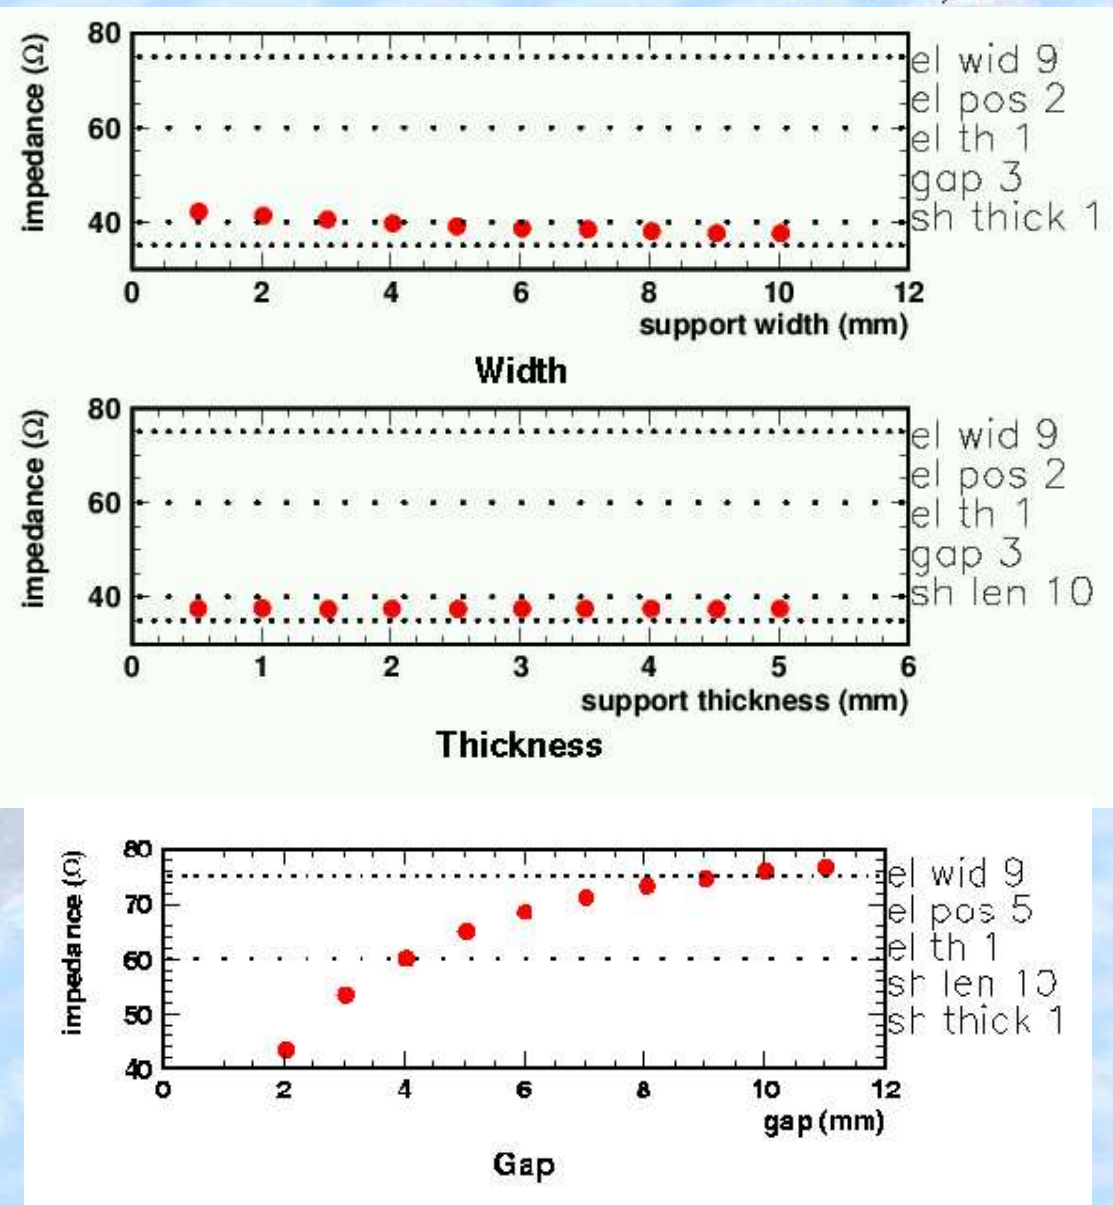 80
60
40
impedance (Ω)
0 2 4 6 8 10 12
support width (mm)
el wid 9
el pos 2
el th 1
gap 3
sh thick 1
Width
80
60
40
impedance (Ω)
0 1 2 3 4 5 6
support thickness (mm)
el wid 9
el pos 2
el th 1
gap 3
sh len 10
Thickness
80
70
60
50
40
impedance (Ω)
0 2 4 6 8 10 12
gap (mm)
el wid 9
el pos 5
el th 1
sh len 10
sh thick 1
Gap